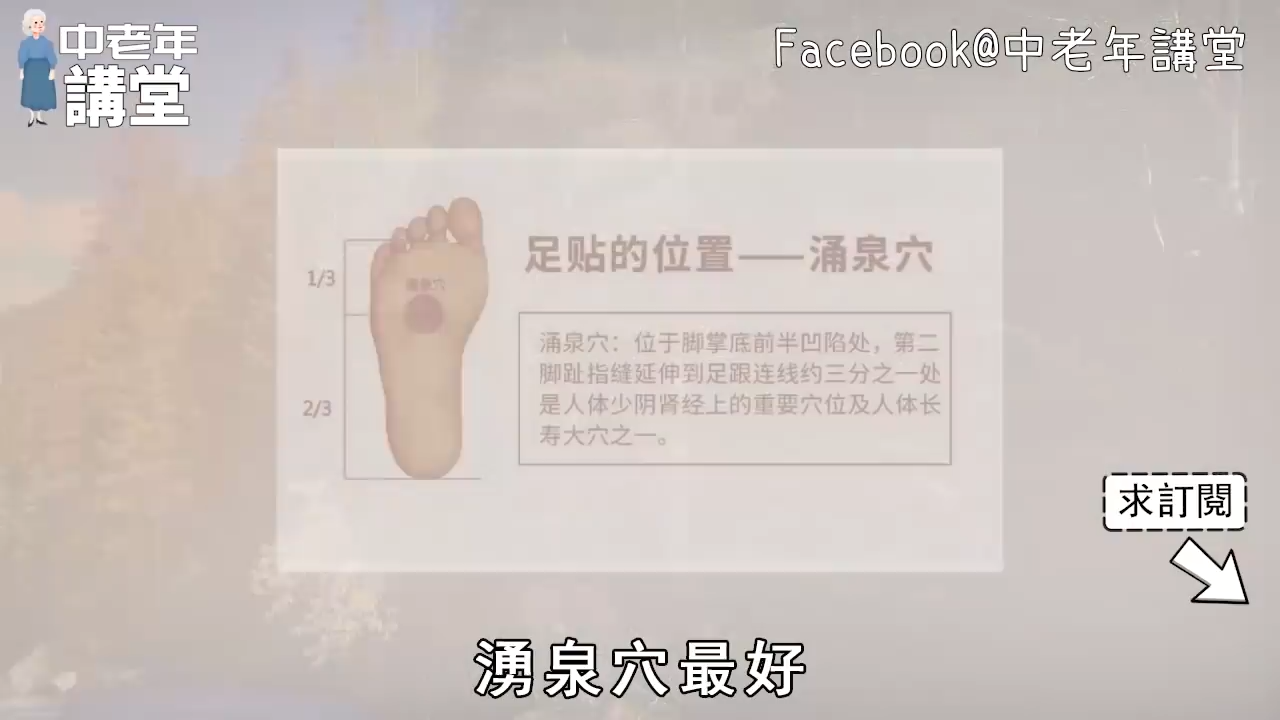 中老年
講堂
Facebook@中老年講堂
足贴的位置——涌泉穴
1/3
涌泉穴
2/3
涌泉穴：位于脚掌底前半凹陷处，第二
脚趾指缝延伸到足跟连线约三分之一处
是人体少阴肾经上的重要穴位及人体长
寿大穴之一。
求訂閱
湧泉穴最好